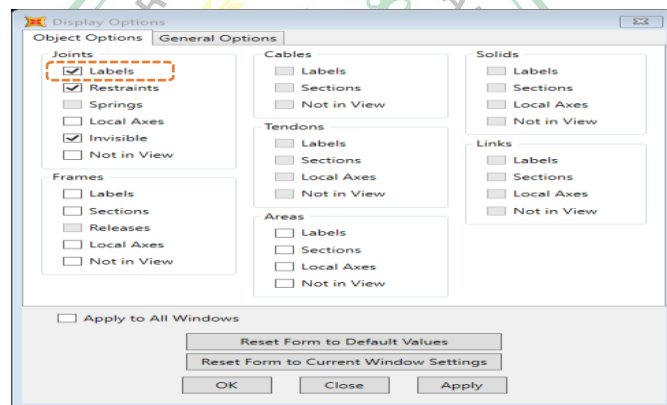 Display Options
Object Options General Options
Joints
Labels
Restraints
Springs
Local Axes
Invisible
Not in View
Frames
Labels
Sections
Releases
Local Axes
Not in View
Cables
Labels
Sections
Not in View
Tendons
Labels
Sections
Local Axes
Not in View
Areas
Labels
Sections
Local Axes
Not in View
Solids
Labels
Sections
Local Axes
Not in View
Links
Labels
Sections
Local Axes
Not in View
Apply to All Windows
Reset Form to Default Values
Reset Form to Current Window Settings
OK Close Apply